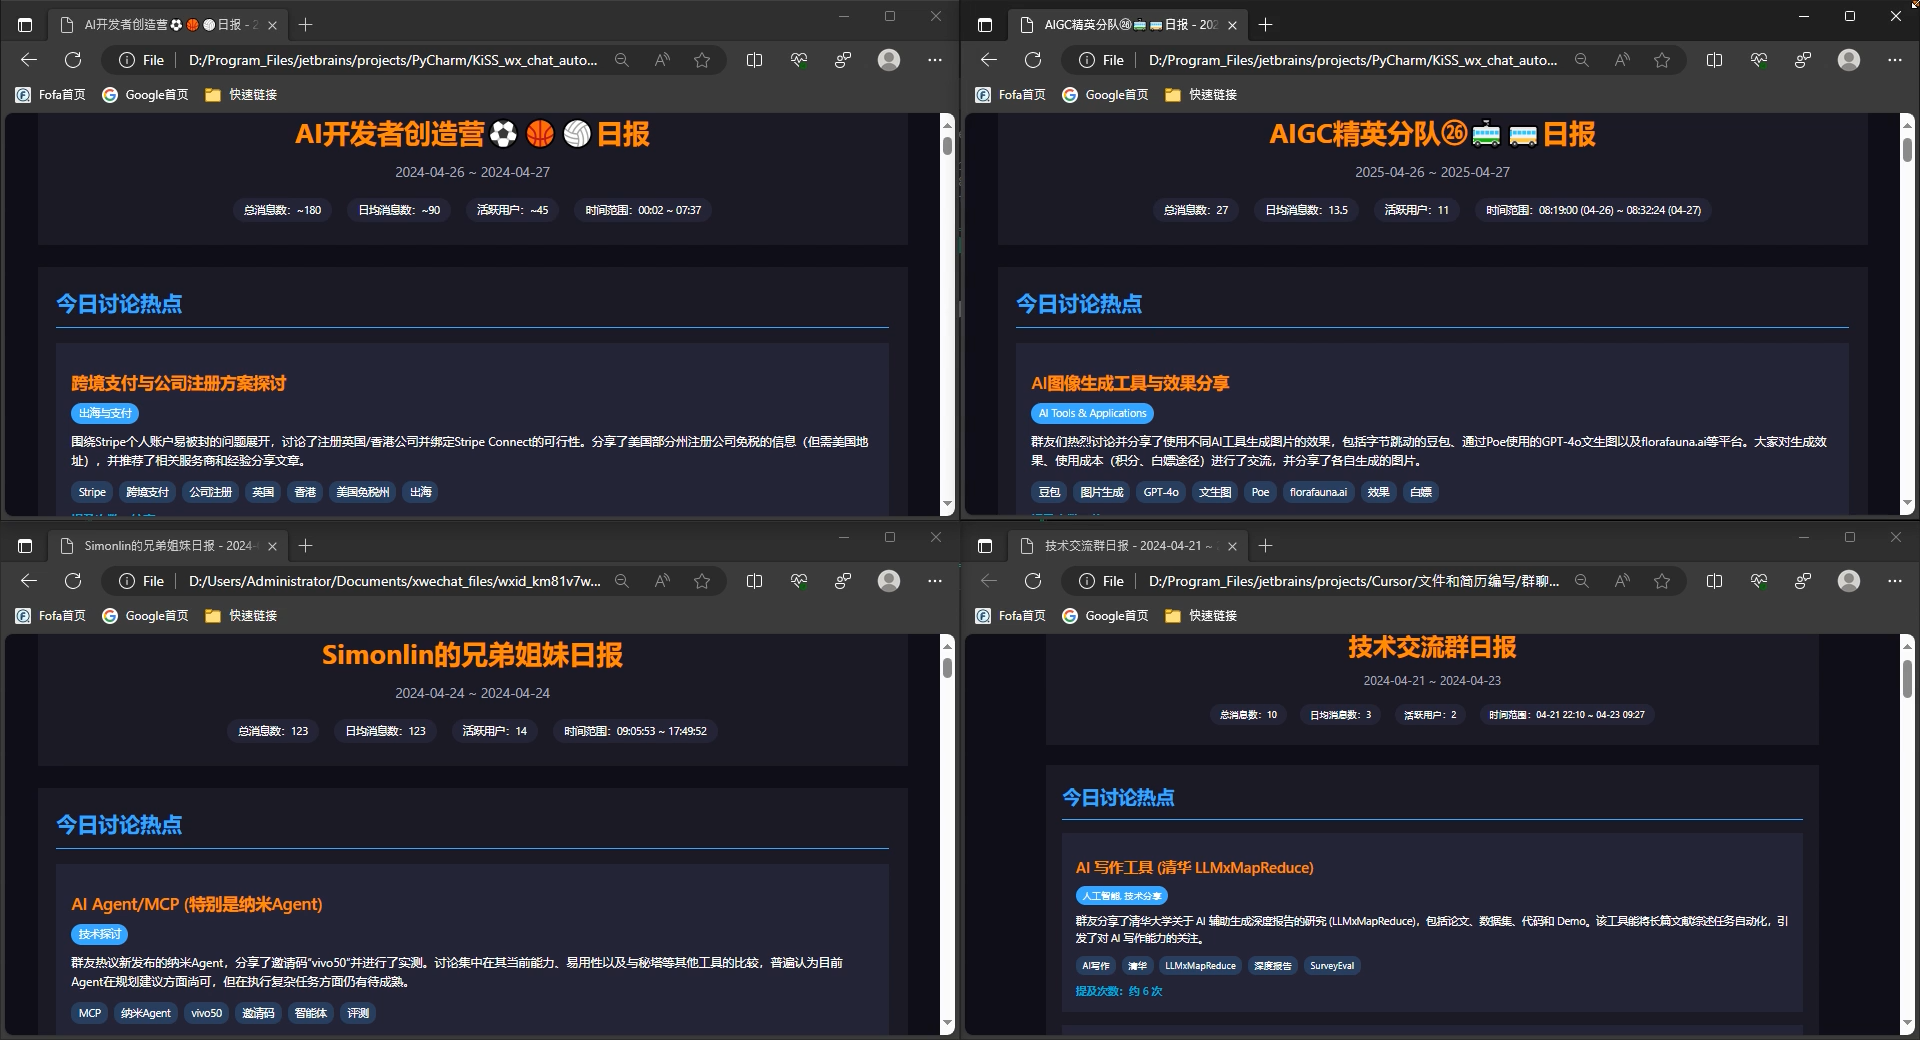 AI开发者创造营⚽🏀🏐日报 - 2
File
D:/Program_Files/jetbrains/projects/PyCharm/KiSS_wx_chat_auto...
Fofa首页
Google首页
快速链接
AI开发者创造营⚽🏀🏐日报
2024-04-26 ~ 2024-04-27
总消息数：~180
日均消息数：~90
活跃用户：~45
时间范围：00:02 ~ 07:37
今日讨论热点
跨境支付与公司注册方案探讨
出海与支付
围绕Stripe个人账户易被封的问题展开，讨论了注册英国/香港公司并绑定Stripe Connect的可行性。分享了美国部分州注册公司免税的信息（但需美国地
址），并推荐了相关服务商和经验分享文章。
Stripe
跨境支付
公司注册
英国
香港
美国免税州
出海
AIGC精英分队㉖🚈🚃日报 - 202
File
D:/Program_Files/jetbrains/projects/PyCharm/KiSS_wx_chat_auto...
Fofa首页
Google首页
快速链接
AIGC精英分队㉖🚈🚃日报
2025-04-26 ~ 2025-04-27
总消息数：27
日均消息数：13.5
活跃用户：11
时间范围：08:19:00 (04-26) ~ 08:32:24 (04-27)
今日讨论热点
AI图像生成工具与效果分享
AI Tools & Applications
群友们热烈讨论并分享了使用不同AI工具生成图片的效果，包括字节跳动的豆包、通过Poe使用的GPT-4o文生图以及florafauna.ai等平台。大家对生成效
果、使用成本（积分、白嫖途径）进行了交流，并分享了各自生成的图片。
豆包
图片生成
GPT-4o
文生图
Poe
florafauna.ai
效果
白嫖
Simonlin的兄弟姐妹日报 - 2024-
File
D:/Users/Administrator/Documents/xwechat_files/wxid_km81v7w...
Fofa首页
Google首页
快速链接
Simonlin的兄弟姐妹日报
2024-04-24 ~ 2024-04-24
总消息数：123
日均消息数：123
活跃用户：14
时间范围：09:05:53 ~ 17:49:52
今日讨论热点
AI Agent/MCP (特别是纳米Agent)
技术探讨
群友热议新发布的纳米Agent，分享了邀请码"vivo50"并进行了实测。讨论集中在其当前能力、易用性以及与秘塔等其他工具的比较，普遍认为目前
Agent在规划建议方面尚可，但在执行复杂任务方面仍有待成熟。
MCP
纳米Agent
vivo50
邀请码
智能体
评测
技术交流群日报 - 2024-04-21 ~
File
D:/Program_Files/jetbrains/projects/Cursor/文件和简历编写/群聊...
Fofa首页
Google首页
快速链接
技术交流群日报
2024-04-21 ~ 2024-04-23
总消息数：10
日均消息数：3
活跃用户：2
时间范围：04-21 22:10 ~ 04-23 09:27
今日讨论热点
AI 写作工具 (清华 LLMxMapReduce)
人工智能, 技术分享
群友分享了清华大学关于 AI 辅助生成深度报告的研究 (LLMxMapReduce)，包括论文、数据集、代码和 Demo。该工具能将长篇文献综述任务自动化，引
发了对 AI 写作能力的关注。
AI写作
清华
LLMxMapReduce
深度报告
SurveyEval
提及次数：约 6 次